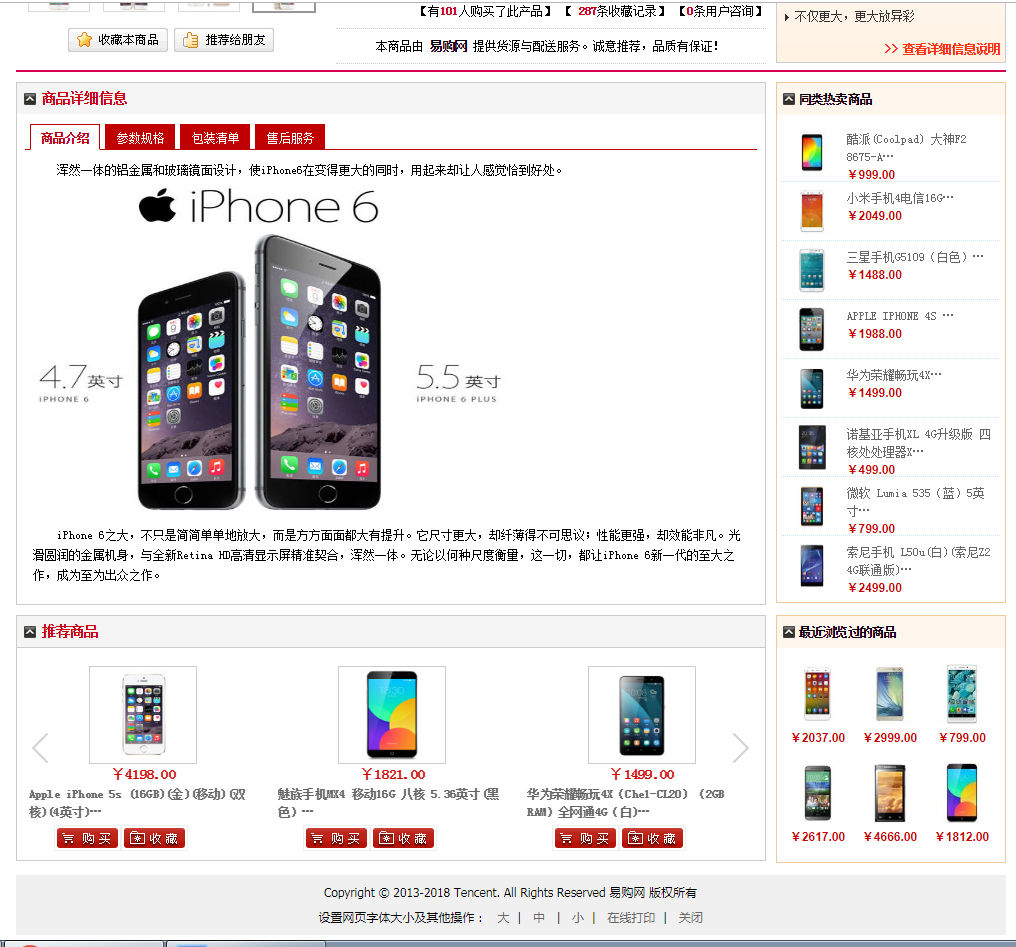 【有101人购买了此产品】 【 287条收藏记录】 【0条用户咨询】
收藏本商品 推荐给朋友
本商品由 易购网 提供货源与配送服务。诚意推荐，品质有保证！
不仅更大，更大放异彩
>> 查看详细信息说明
商品详细信息
商品介绍 参数规格 包装清单 售后服务
浑然一体的铝金属和玻璃镜面设计，使iPhone6在变得更大的同时，用起来却让人感觉恰到好处。
iPhone 6
4.7英寸
iPHONE 6
5.5 英寸
iPHONE 6 PLUS
iPhone 6之大，不只是简简单单地放大，而是方方面面都大有提升。它尺寸更大，却纤薄得不可思议；性能更强，却效能非凡。光
滑圆润的金属机身，与全新Retina HD高清显示屏精准契合，浑然一体。无论以何种尺度衡量，这一切，都让iPhone 6新一代的至大之
作，成为至为出众之作。
同类热卖商品
酷派(Coolpad) 大神F2
8675-A…
￥999.00
小米手机4电信16G…
￥2049.00
三星手机G5109（白色）…
￥1488.00
APPLE IPHONE 4S …
￥1988.00
华为荣耀畅玩4X…
￥1499.00
诺基亚手机XL 4G升级版 四
核处处理器X…
￥499.00
微软 Lumia 535（蓝）5英
寸…
￥799.00
索尼手机 L50u(白)(索尼Z2
4G联通版)…
￥2499.00
推荐商品
￥4198.00
Apple iPhone 5s (16GB)(金)(移动)(双
核)(4英寸)…
购 买 收 藏
￥1821.00
魅族手机MX4 移动16G 八核 5.36英寸(黑
色) …
购 买 收 藏
￥1499.00
华为荣耀畅玩4X（Che1-CL20）（2GB
RAM）全网通4G（白)…
购 买 收 藏
最近浏览过的商品
￥2037.00 ￥2999.00 ￥799.00
￥2617.00 ￥4666.00 ￥1812.00
Copyright © 2013-2018 Tencent. All Rights Reserved 易购网 版权所有
设置网页字体大小及其他操作： 大 | 中 | 小 | 在线打印 | 关闭